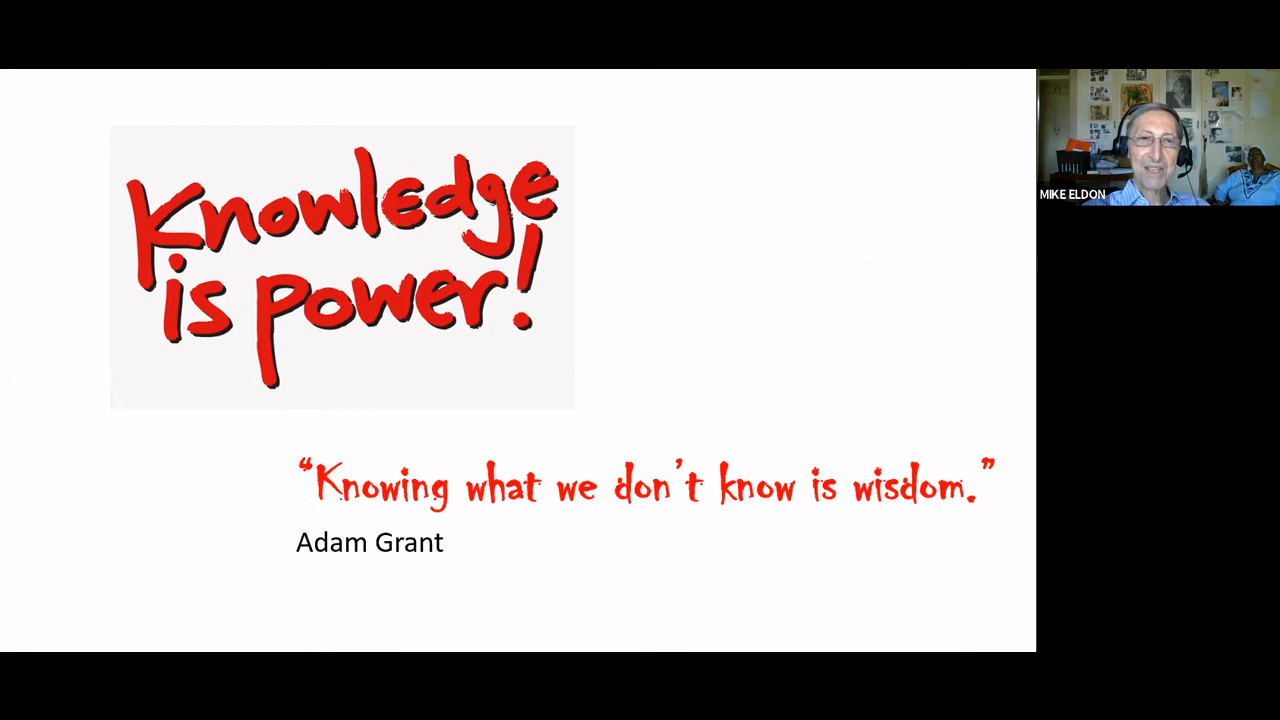 Knowledge
is power!
“Knowing what we don’t know is wisdom.”
Adam Grant
MIKE ELDON